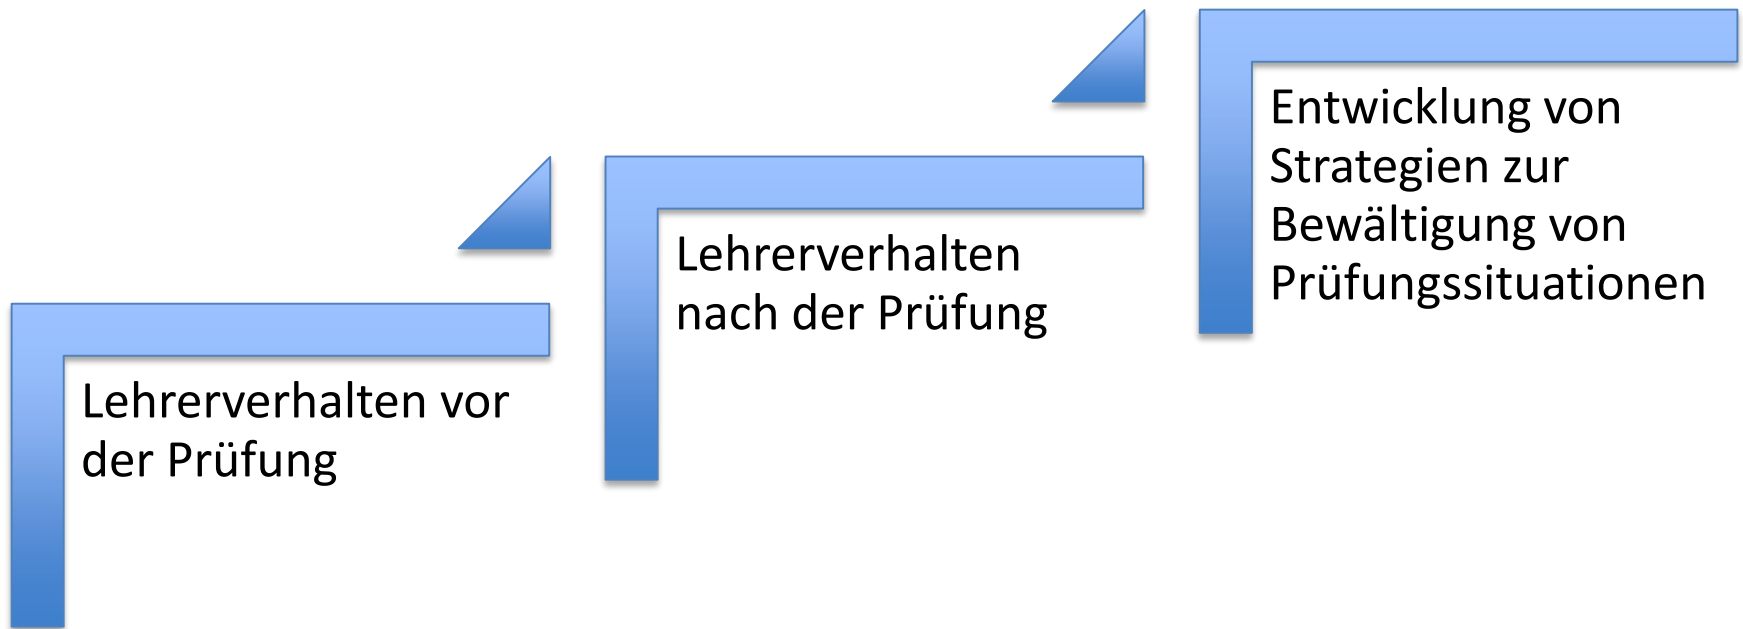 Lehrerverhalten vor
der Prüfung
Lehrerverhalten
nach der Prüfung
Entwicklung von
Strategien zur
Bewältigung von
Prüfungssituationen